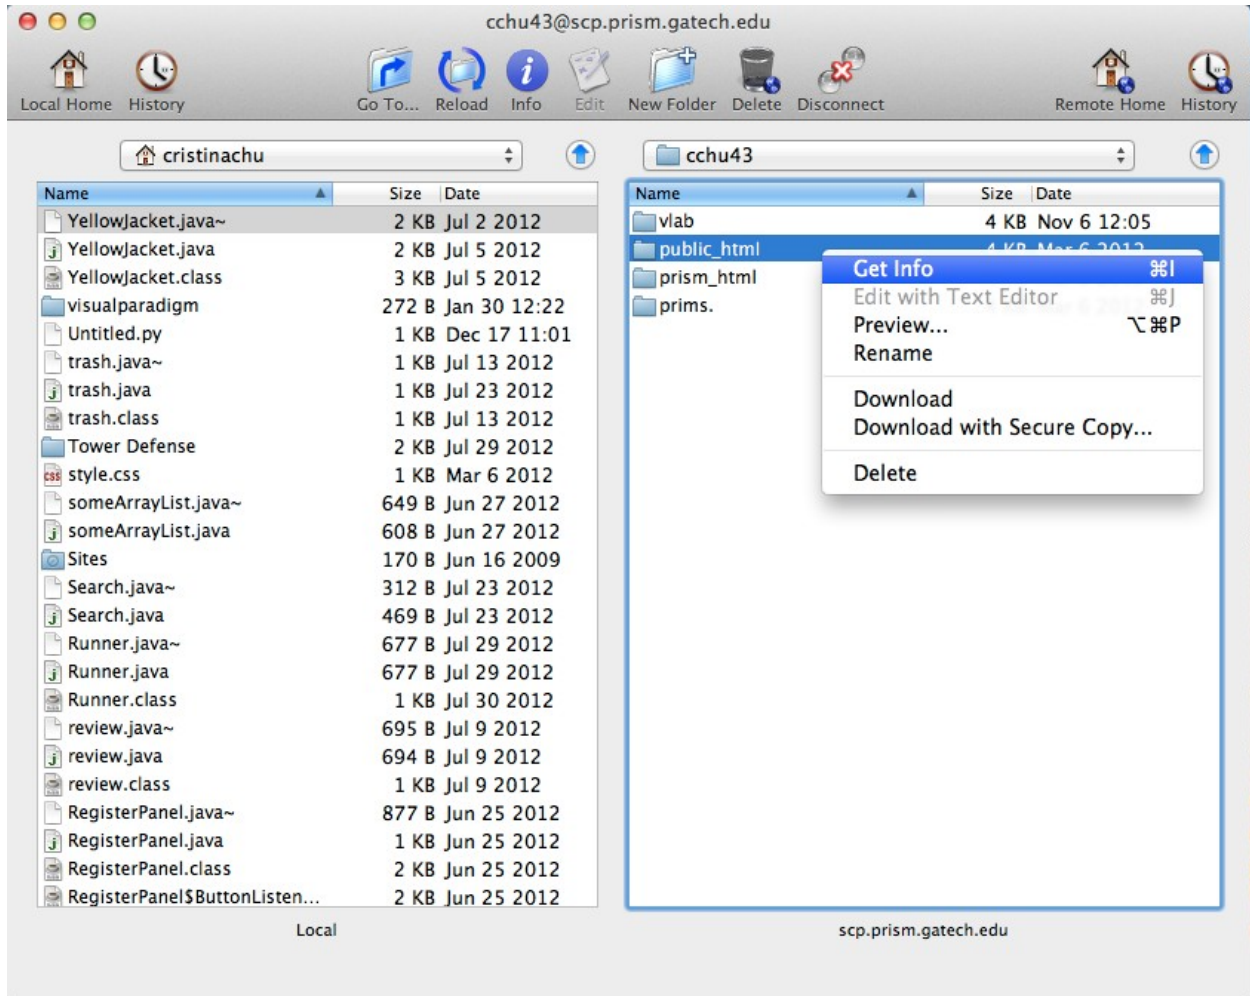 cchu43@scp.prism.gatech.edu
Local Home History Go To... Reload Info Edit New Folder Delete Disconnect Remote Home History
cristinachu
cchu43
Name Size Date
YellowJacket.java~ 2 KB Jul 2 2012
YellowJacket.java 2 KB Jul 5 2012
YellowJacket.class 3 KB Jul 5 2012
visualparadigm 272 B Jan 30 12:22
Untitled.py 1 KB Dec 17 11:01
trash.java~ 1 KB Jul 13 2012
trash.java 1 KB Jul 23 2012
trash.class 1 KB Jul 13 2012
Tower Defense 2 KB Jul 29 2012
css style.css 1 KB Mar 6 2012
someArrayList.java~ 649 B Jun 27 2012
someArrayList.java 608 B Jun 27 2012
Sites 170 B Jun 16 2009
Search.java~ 312 B Jul 23 2012
Search.java 469 B Jul 23 2012
Runner.java~ 677 B Jul 29 2012
Runner.java 677 B Jul 29 2012
Runner.class 1 KB Jul 30 2012
review.java~ 695 B Jul 9 2012
review.java 694 B Jul 9 2012
review.class 1 KB Jul 9 2012
RegisterPanel.java~ 877 B Jun 25 2012
RegisterPanel.java 1 KB Jun 25 2012
RegisterPanel.class 2 KB Jun 25 2012
RegisterPanel$ButtonListen... 2 KB Jun 25 2012
Local
Name Size Date
vlab 4 KB Nov 6 12:05
public_html 4 KB Mar 6 2012
prism_html
prims.
Get Info ⌘I
Edit with Text Editor ⌘J
Preview... ⌥⌘P
Rename
Download
Download with Secure Copy...
Delete
scp.prism.gatech.edu